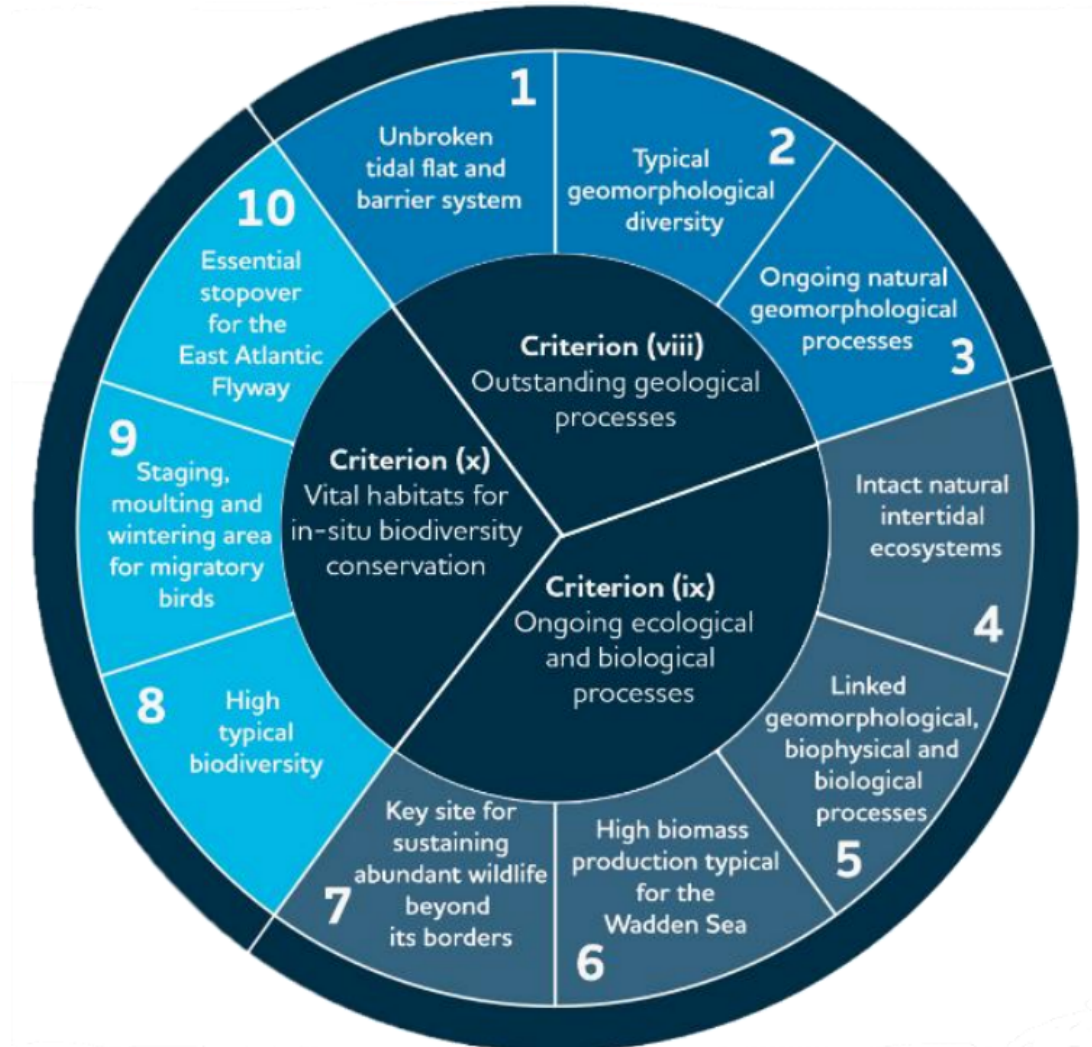 1
Unbroken
tidal flat and
barrier system
2
Typical
geomorphological
diversity
Ongoing natural
geomorphological
processes
3
Intact natural
intertidal
ecosystems
4
Linked
geomorphological,
biophysical and
biological
processes
5
High biomass
production typical
for the
Wadden Sea
6
Key site for
sustaining
abundant wildlife
beyond
its borders
7
8
High
typical
biodiversity
9
Staging,
moulting and
wintering area
for migratory
birds
10
Essential
stopover
for the
East Atlantic
Flyway
Criterion (viii)
Outstanding geological
processes
Criterion (ix)
Ongoing ecological
and biological
processes
Criterion (x)
Vital habitats for
in-situ biodiversity
conservation